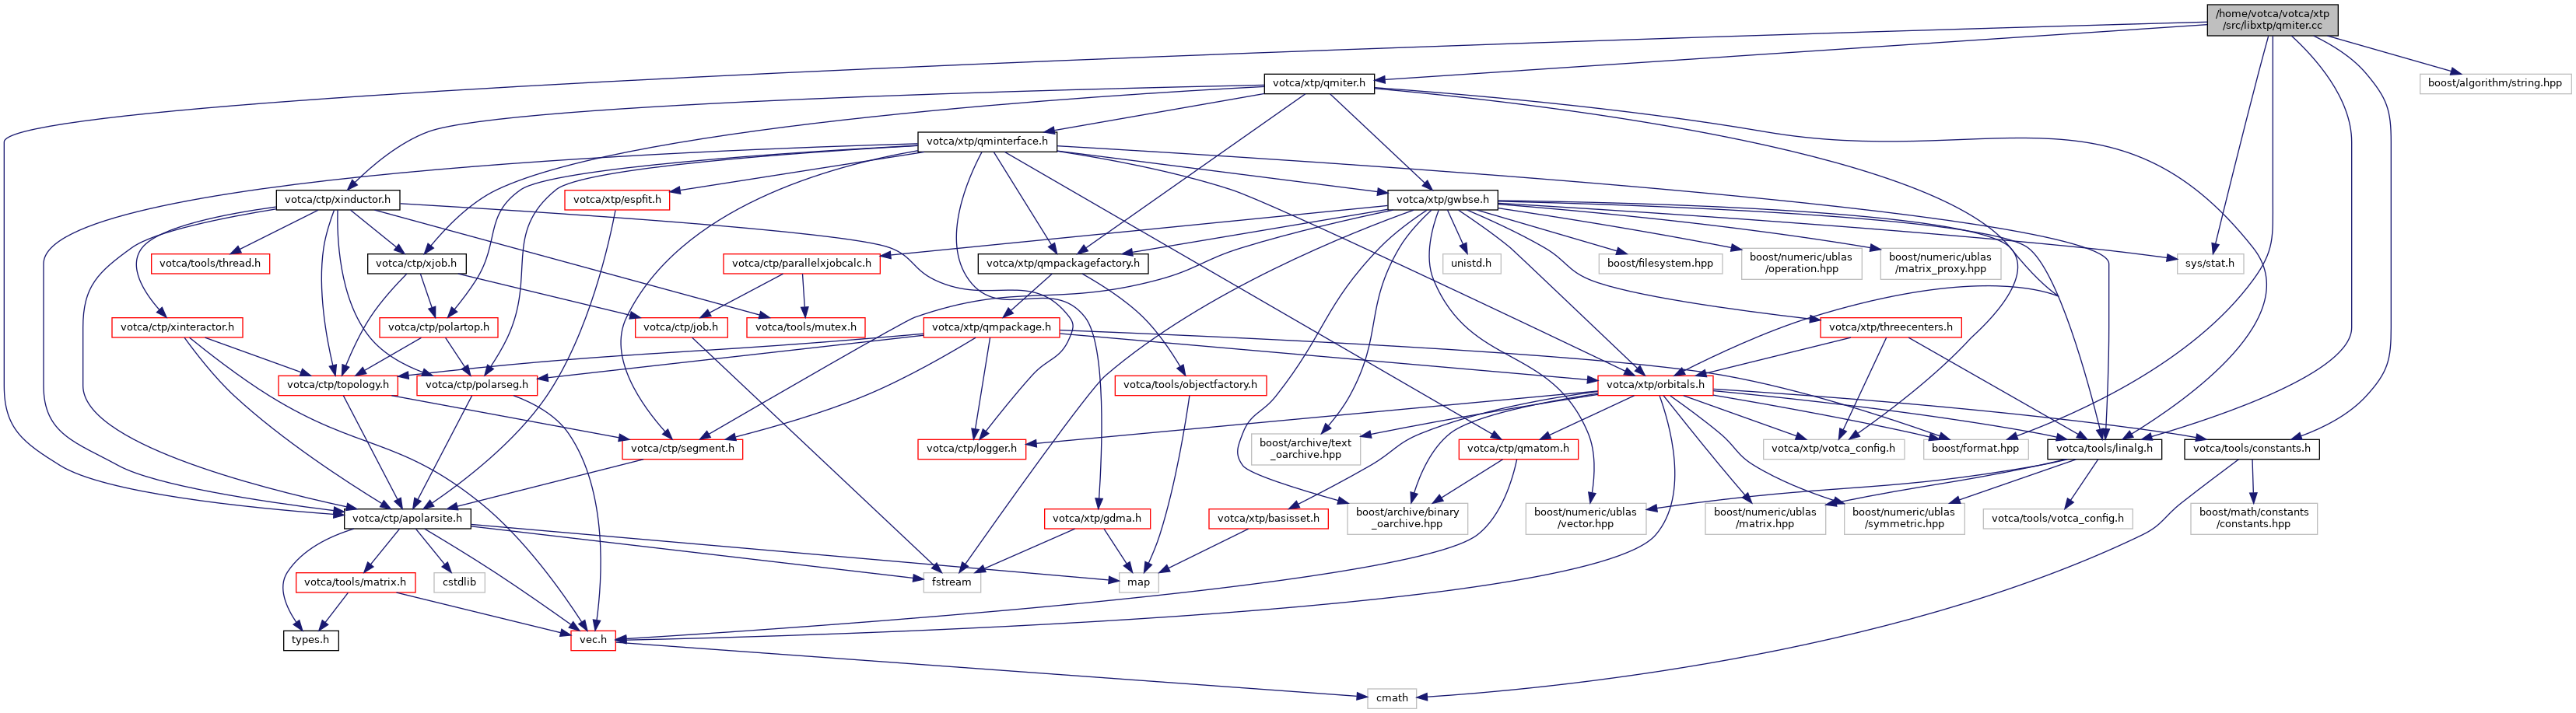 /home/votca/votca/xtp
/src/libxtp/qmiter.cc
votca/xtp/qmiter.h
boost/algorithm/string.hpp
votca/xtp/qminterface.h
votca/ctp/xinductor.h
votca/xtp/espfit.h
votca/xtp/gwbse.h
votca/tools/thread.h
votca/ctp/xjob.h
votca/ctp/parallelxjobcalc.h
votca/xtp/qmpackagefactory.h
unistd.h
boost/filesystem.hpp
boost/numeric/ublas
/operation.hpp
boost/numeric/ublas
/matrix_proxy.hpp
sys/stat.h
votca/ctp/xinteractor.h
votca/ctp/polartop.h
votca/ctp/job.h
votca/tools/mutex.h
votca/xtp/qmpackage.h
votca/xtp/threecenters.h
votca/ctp/topology.h
votca/ctp/polarseg.h
votca/tools/objectfactory.h
votca/xtp/orbitals.h
votca/ctp/segment.h
votca/ctp/logger.h
boost/archive/text
_oarchive.hpp
votca/ctp/qmatom.h
votca/xtp/votca_config.h
boost/format.hpp
votca/tools/linalg.h
votca/tools/constants.h
votca/ctp/apolarsite.h
votca/xtp/gdma.h
votca/xtp/basisset.h
boost/archive/binary
_oarchive.hpp
boost/numeric/ublas
/vector.hpp
boost/numeric/ublas
/matrix.hpp
boost/numeric/ublas
/symmetric.hpp
votca/tools/votca_config.h
boost/math/constants
/constants.hpp
votca/tools/matrix.h
cstdlib
fstream
map
types.h
vec.h
cmath